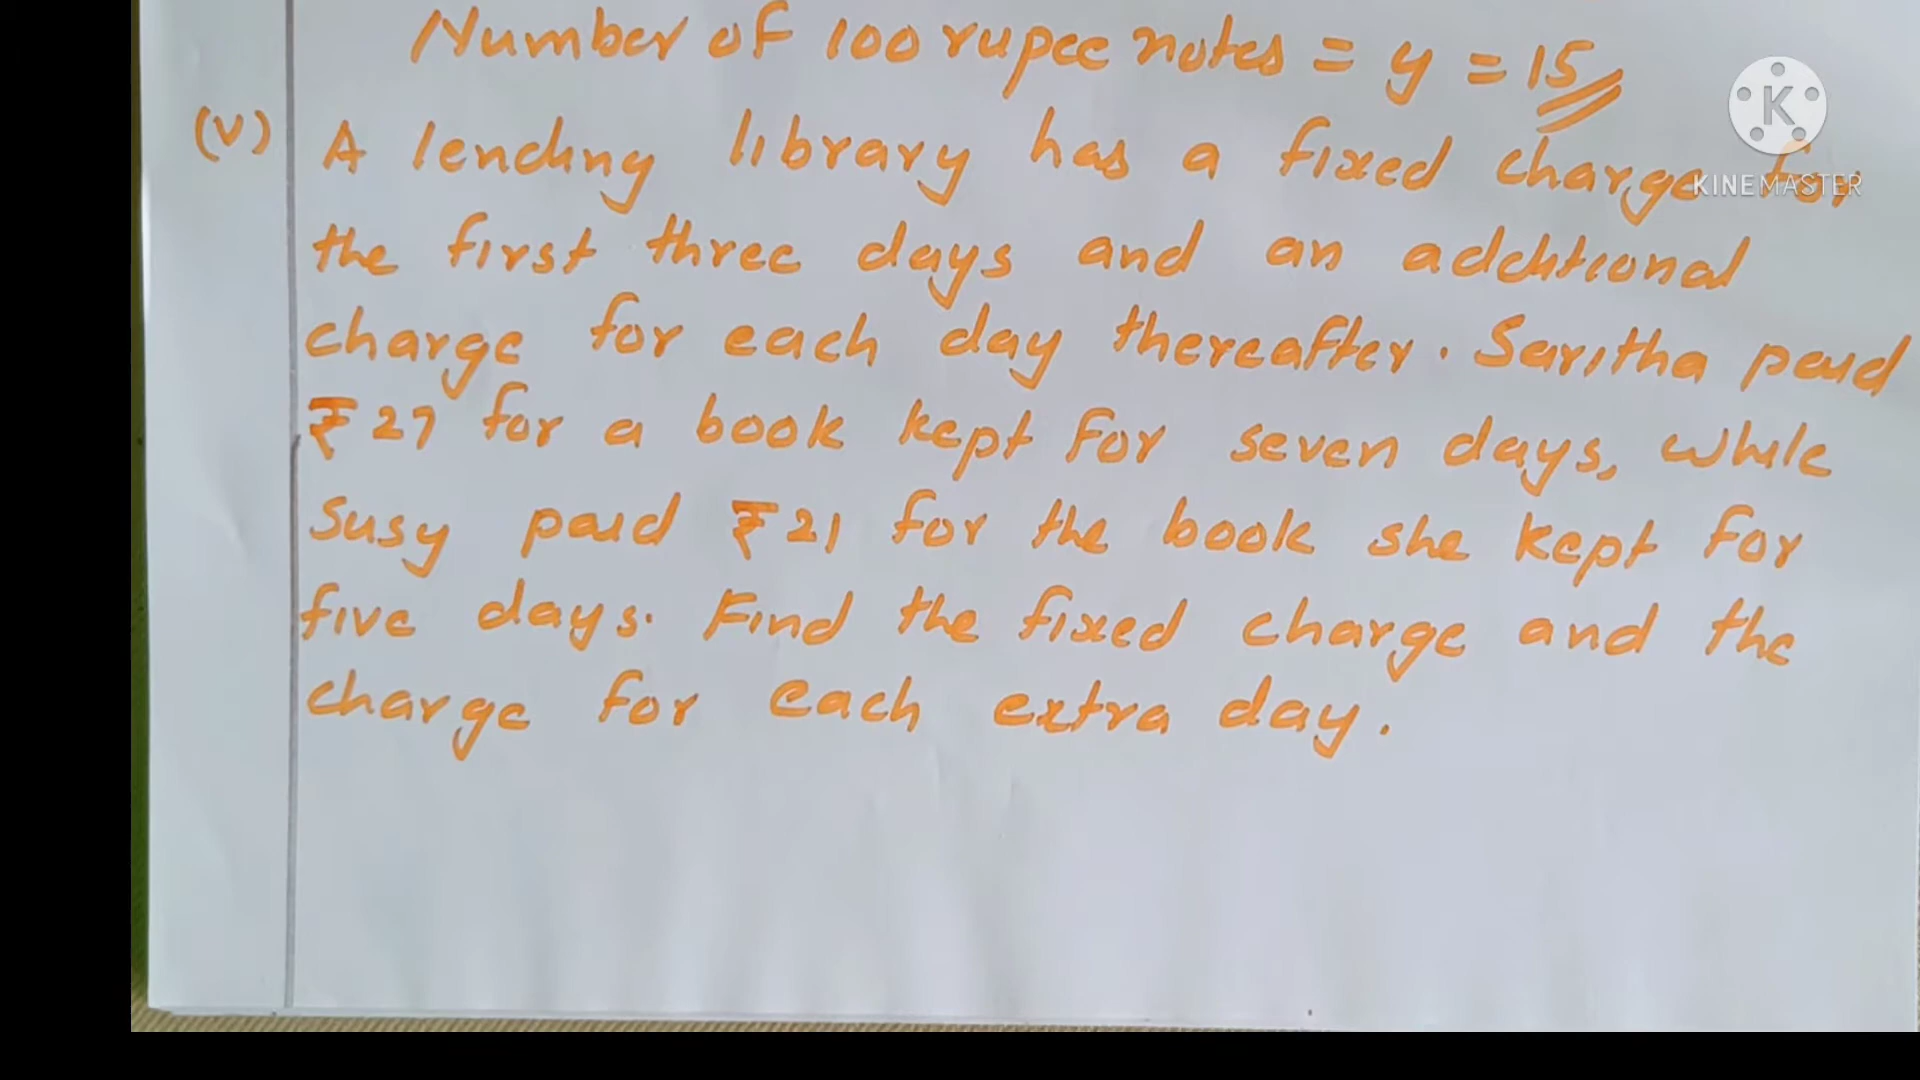 Number of 100 rupee notes = y = 15
(v) A lending library has a fixed charge for
the first three days and an additional
charge for each day thereafter. Saritha paid
₹27 for a book kept for seven days, while
Susy paid ₹21 for the book she kept for
five days. Find the fixed charge and the
charge for each extra day.
K
KINEMASTER